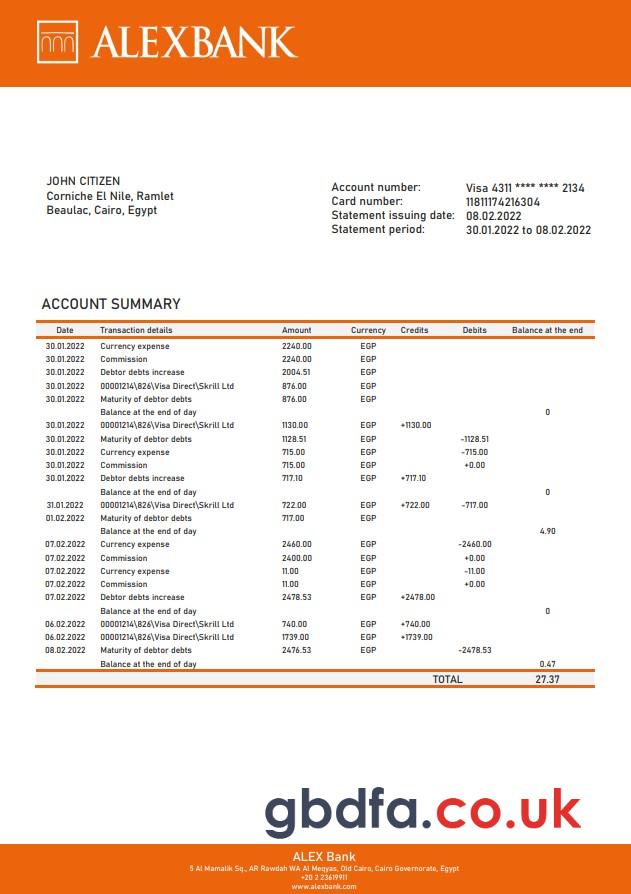 ALEXBANK
JOHN CITIZEN
Corniche El Nile, Ramlet
Beaulac, Cairo, Egypt
Account number: Visa 4311 **** **** 2134
Card number: 11811174216304
Statement issuing date: 08.02.2022
Statement period: 30.01.2022 to 08.02.2022
ACCOUNT SUMMARY
Date Transaction details Amount Currency Credits Debits Balance at the end
30.01.2022 Currency expense 2240.00 EGP
30.01.2022 Commission 2240.00 EGP
30.01.2022 Debtor debts increase 2004.51 EGP
30.01.2022 00001214\826\Visa Direct\Skrill Ltd 876.00 EGP
30.01.2022 Maturity of debtor debts 876.00 EGP
Balance at the end of day 0
30.01.2022 00001214\826\Visa Direct\Skrill Ltd 1130.00 EGP +1130.00
30.01.2022 Maturity of debtor debts 1128.51 EGP -1128.51
30.01.2022 Currency expense 715.00 EGP -715.00
30.01.2022 Commission 715.00 EGP +0.00
30.01.2022 Debtor debts increase 717.10 EGP +717.10
Balance at the end of day 0
31.01.2022 00001214\826\Visa Direct\Skrill Ltd 722.00 EGP +722.00 -717.00
01.02.2022 Maturity of debtor debts 717.00 EGP
Balance at the end of day 4.90
07.02.2022 Currency expense 2460.00 EGP -2460.00
07.02.2022 Commission 2400.00 EGP +0.00
07.02.2022 Currency expense 11.00 EGP -11.00
07.02.2022 Commission 11.00 EGP +0.00
07.02.2022 Debtor debts increase 2478.53 EGP +2478.00
Balance at the end of day 0
06.02.2022 00001214\826\Visa Direct\Skrill Ltd 740.00 EGP +740.00
06.02.2022 00001214\826\Visa Direct\Skrill Ltd 1739.00 EGP +1739.00
08.02.2022 Maturity of debtor debts 2476.53 EGP -2478.53
Balance at the end of day 0.47
TOTAL 27.37
gbdfa.co.uk
ALEX Bank
5 Al Mamalik Sq., AR Rawdah WA Al Meqyas, Old Cairo, Cairo Governorate, Egypt
+20 2 23619911
www.alexbank.com